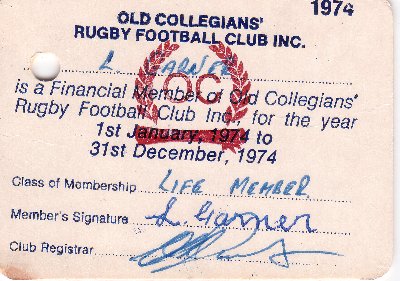 1974
OLD COLLEGIANS'
RUGBY FOOTBALL CLUB INC.
L. GARNER
OC
is a Financial Member of Old Collegians'
Rugby Football Club Inc., for the year
1st January, 1974 to
31st December, 1974
Class of Membership LIFE MEMBER
Member's Signature L. Garner
Club Registrar